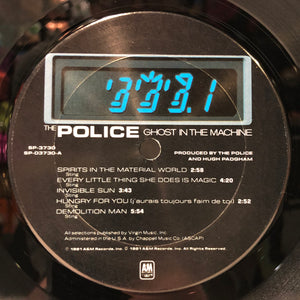 THE POLICE GHOST IN THE MACHINE
SP-3730
SP-03730-A
PRODUCED BY THE POLICE
AND HUGH PADGHAM
SPIRITS IN THE MATERIAL WORLD 2:58
Sting
EVERY LITTLE THING SHE DOES IS MAGIC 4:20
Sting
INVISIBLE SUN 3:43
Sting
HUNGRY FOR YOU (j'aurais toujours faim de toi) 2:52
Sting
DEMOLITION MAN 5:54
Sting
All selections published by Virgin Music, Inc.
Administered in the U.S.A. by Chappell Music Co. (ASCAP)
℗ 1981 A&M Records, Inc. © 1981 A&M Records, Inc. All Rights Reserved
A&M